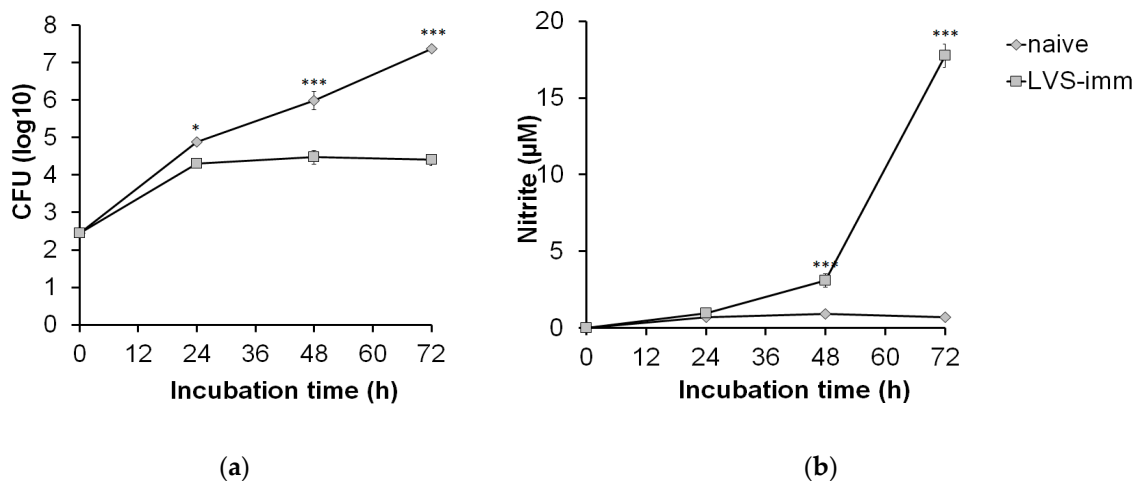 8
7
6
5
4
3
2
1
0
CFU (log10)
*
***
***
0 12 24 36 48 60 72
Incubation time (h)
(a)
20
15
10
5
0
Nitrite (µM)
***
***
0 12 24 36 48 60 72
Incubation time (h)
(b)
naive
LVS-imm